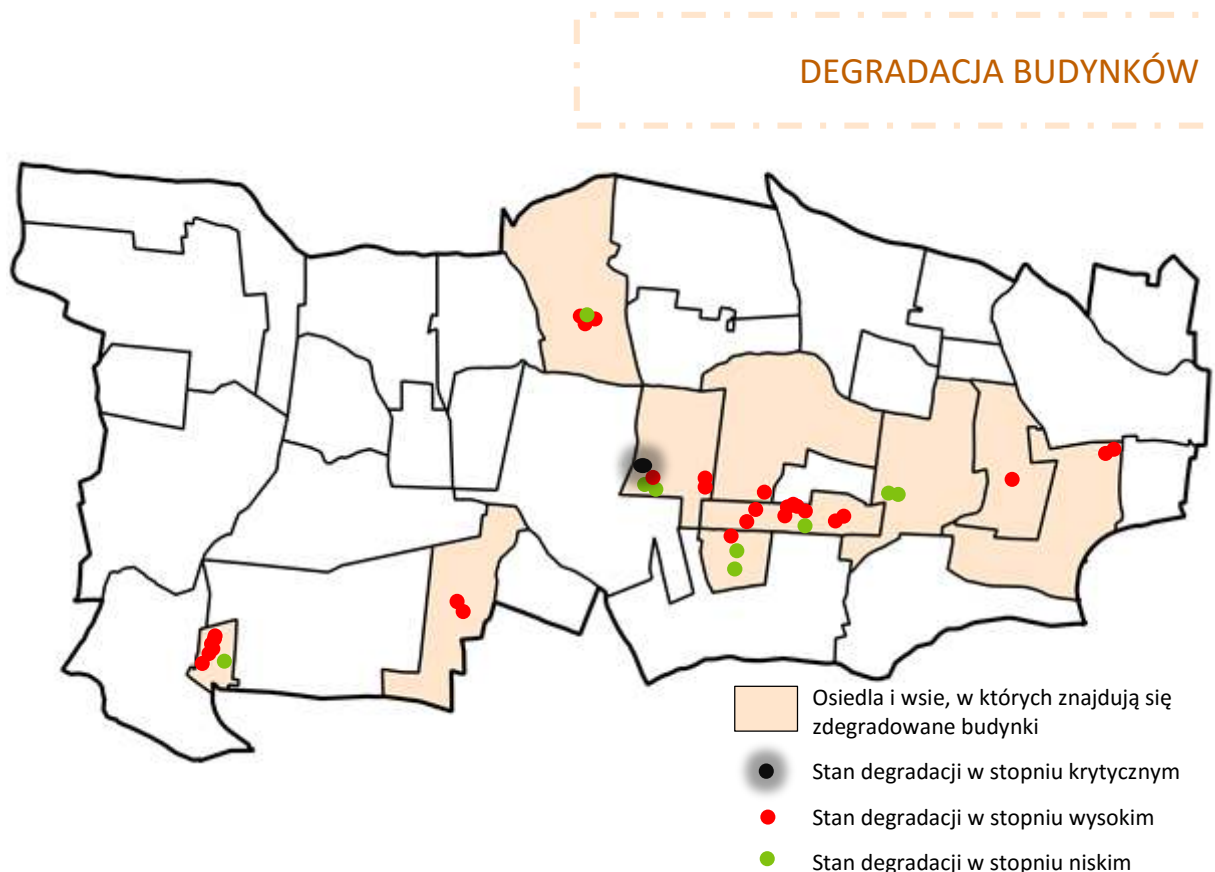 DEGRADACJA BUDYNKÓW
Osiedla i wsie, w których znajdują się
zdegradowane budynki
Stan degradacji w stopniu krytycznym
Stan degradacji w stopniu wysokim
Stan degradacji w stopniu niskim